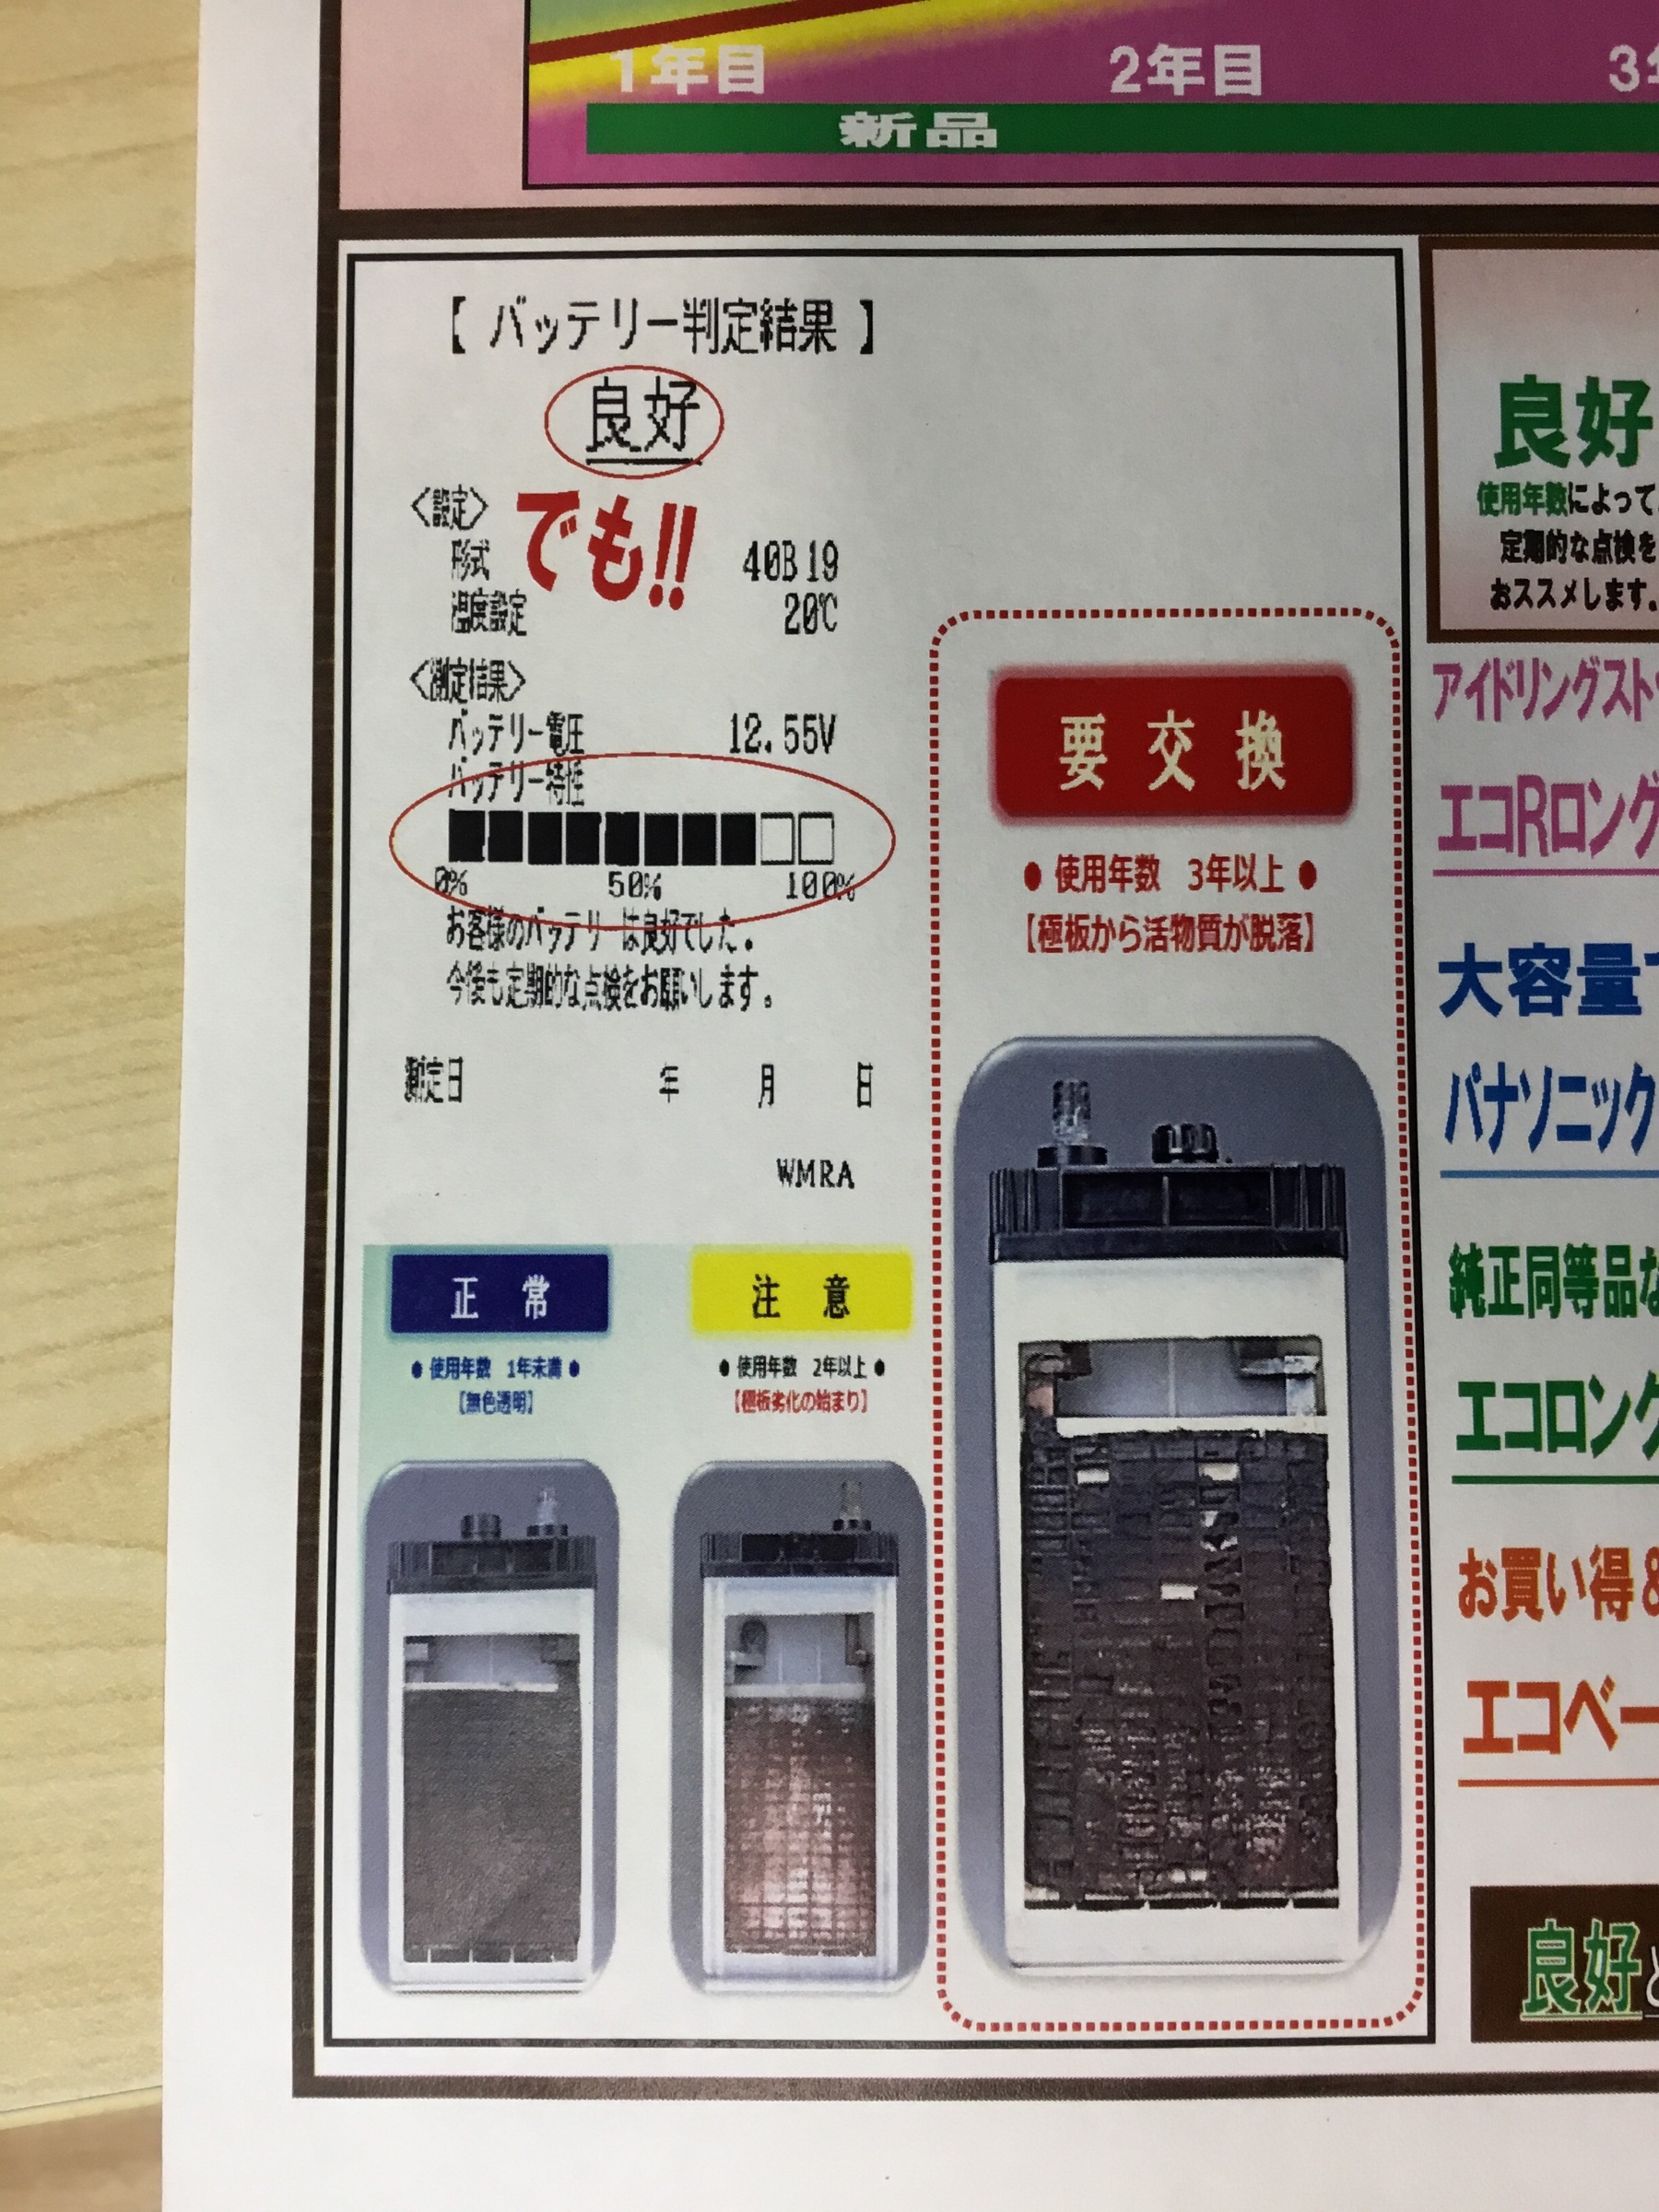 1年目 2年目
新品
【 バッテリー判定結果 】
良好
〈設定〉
でも!!
形式 40B19
温度設定 20℃
〈測定結果〉
バッテリー電圧 12.55V
バッテリー特性
0% 50% 100%
お客様のバッテリーは良好でした。
今後も定期的な点検をお願いします。
測定日 年 月 日
WMRA
正常
● 使用年数 1年未満 ●
【無色透明】
注意
● 使用年数 2年以上 ●
【極板劣化の始まり】
要交換
● 使用年数 3年以上 ●
【極板から活物質が脱落】
良好
使用年数によって
定期的な点検を
おススメします。
アイドリングスト
エコRロング
大容量
パナソニック
純正同等品な
エコロング
お買い得&
エコベー
良好と